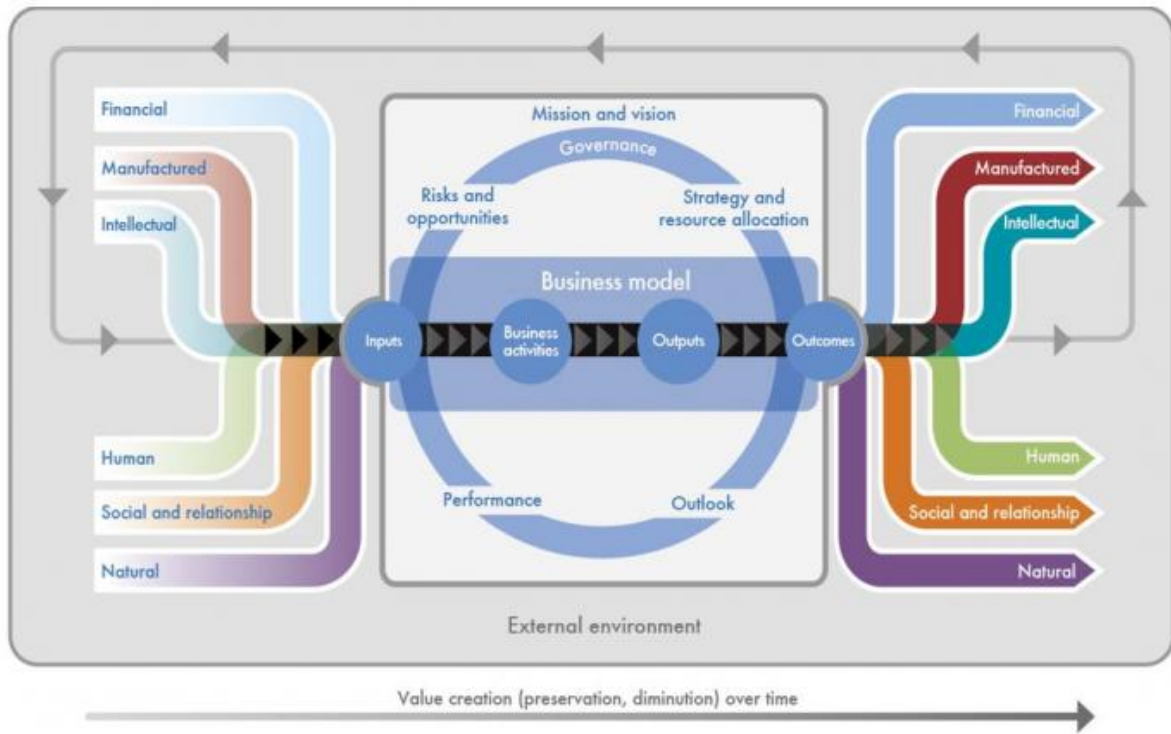 Financial
Manufactured
Intellectual
Human
Social and relationship
Natural
Mission and vision
Governance
Risks and
opportunities
Strategy and
resource allocation
Business model
Inputs
Business
activities
Outputs
Outcomes
Performance
Outlook
Financial
Manufactured
Intellectual
Human
Social and relationship
Natural
External environment
Value creation (preservation, diminution) over time